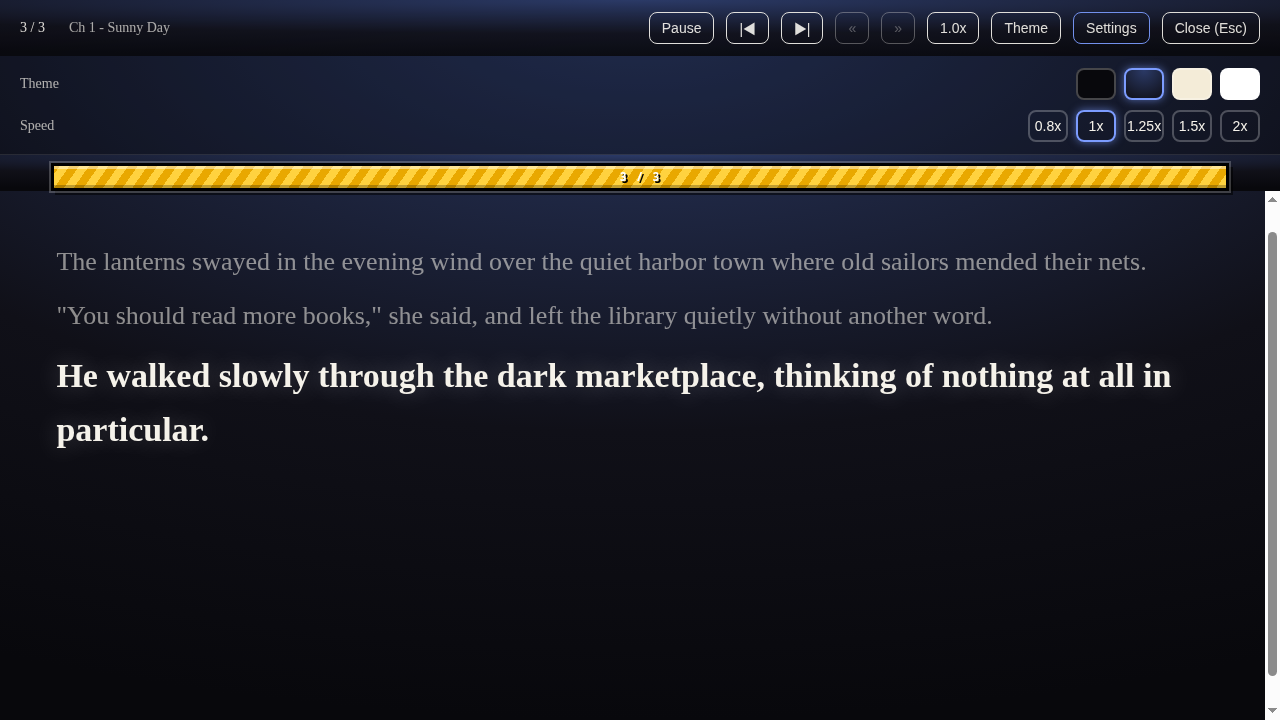 3 / 3 Ch 1 - Sunny Day Pause |◀ ▶| « » 1.0x Theme Settings Close (Esc)
Theme
Speed 0.8x 1x 1.25x 1.5x 2x
3 / 3
The lanterns swayed in the evening wind over the quiet harbor town where old sailors mended their nets.
"You should read more books," she said, and left the library quietly without another word.
He walked slowly through the dark marketplace, thinking of nothing at all in
particular.